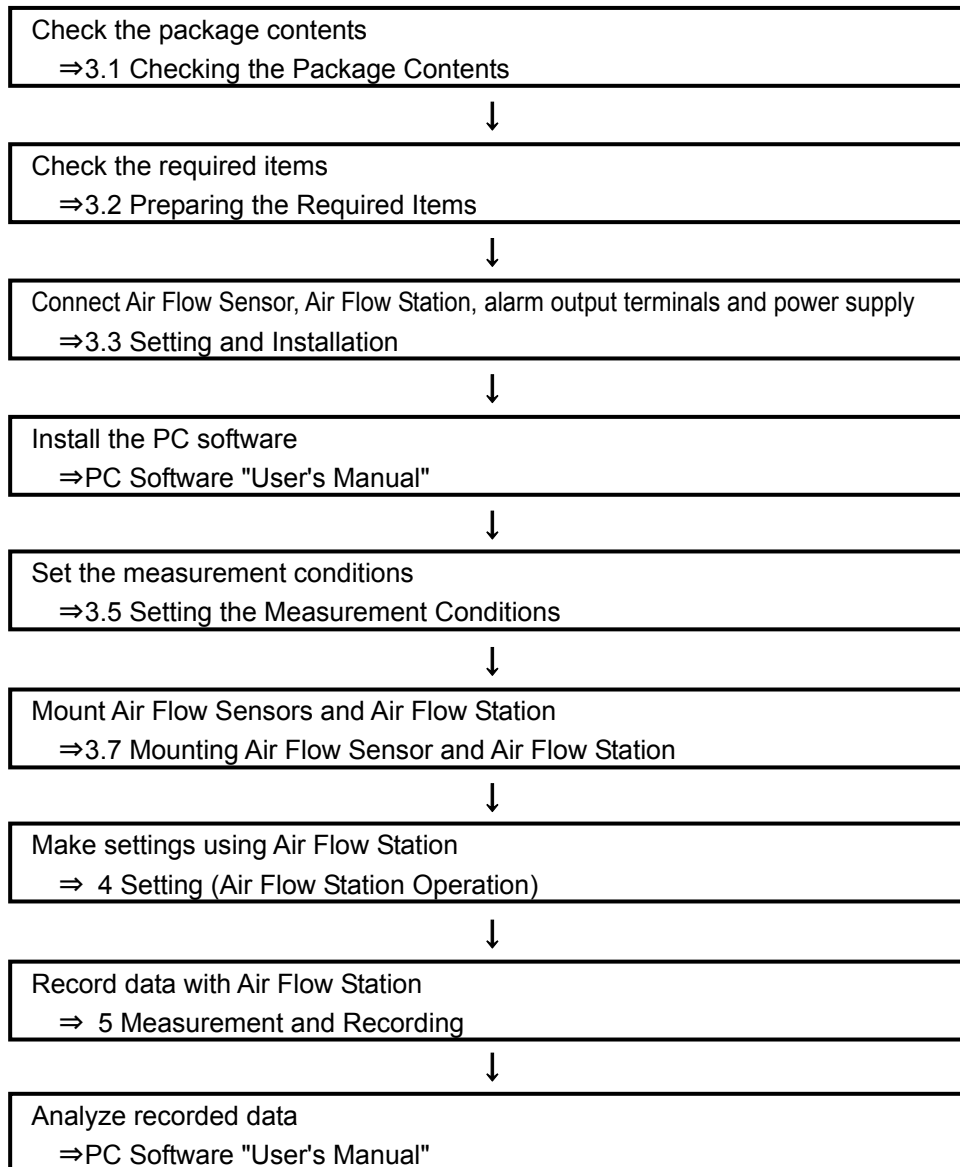 Check the package contents
⇒3.1 Checking the Package Contents
↓
Check the required items
⇒3.2 Preparing the Required Items
↓
Connect Air Flow Sensor, Air Flow Station, alarm output terminals and power supply
⇒3.3 Setting and Installation
↓
Install the PC software
⇒PC Software "User's Manual"
↓
Set the measurement conditions
⇒3.5 Setting the Measurement Conditions
↓
Mount Air Flow Sensors and Air Flow Station
⇒3.7 Mounting Air Flow Sensor and Air Flow Station
↓
Make settings using Air Flow Station
⇒ 4 Setting (Air Flow Station Operation)
↓
Record data with Air Flow Station
⇒ 5 Measurement and Recording
↓
Analyze recorded data
⇒PC Software "User's Manual"